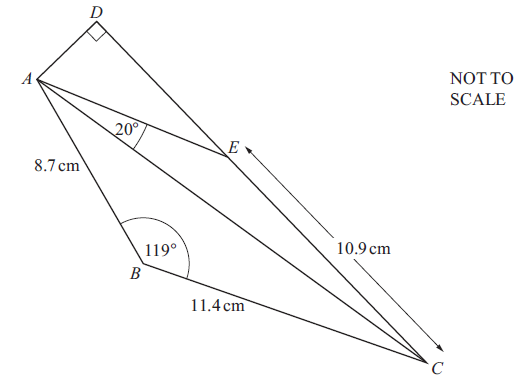 D
A
NOT TO
SCALE
20°
E
8.7 cm
119°
10.9 cm
B
11.4 cm
C